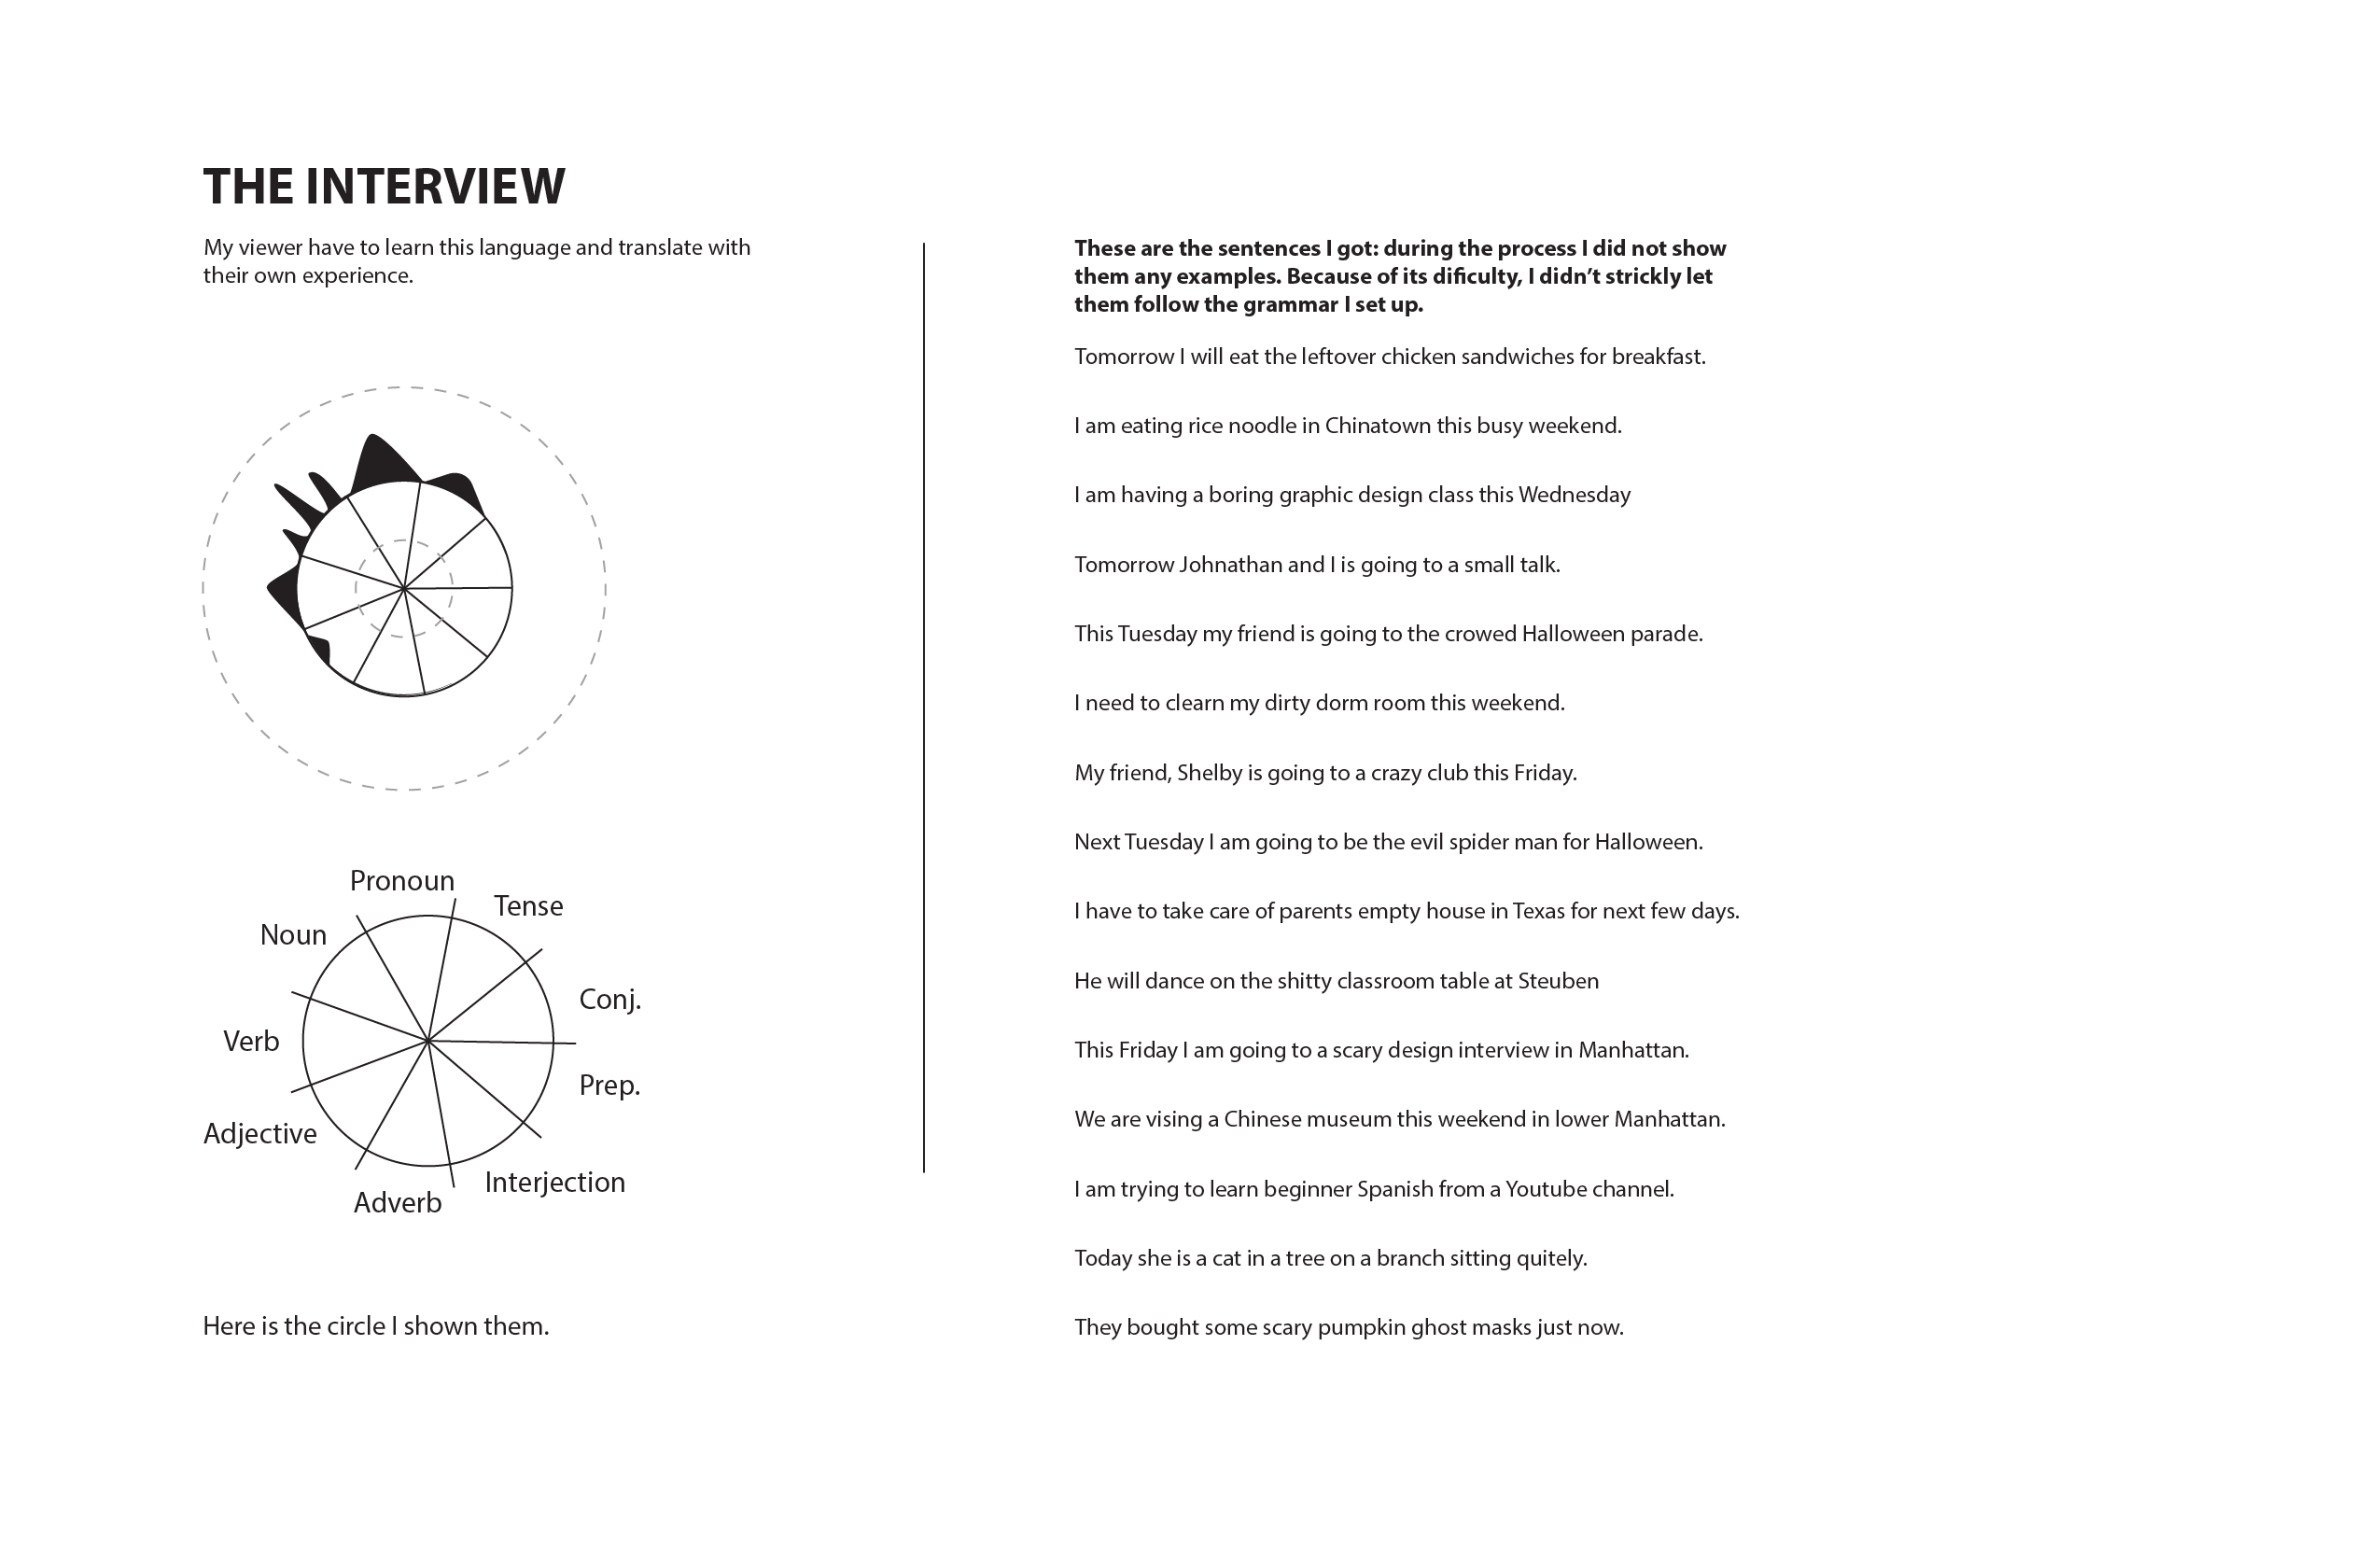 THE INTERVIEW
My viewer have to learn this language and translate with
their own experience.
Pronoun
Tense
Noun
Conj.
Verb
Prep.
Adjective
Interjection
Adverb
Here is the circle I shown them.
These are the sentences I got: during the process I did not show
them any examples. Because of its dificulty, I didn’t strickly let
them follow the grammar I set up.
Tomorrow I will eat the leftover chicken sandwiches for breakfast.
I am eating rice noodle in Chinatown this busy weekend.
I am having a boring graphic design class this Wednesday
Tomorrow Johnathan and I is going to a small talk.
This Tuesday my friend is going to the crowed Halloween parade.
I need to clearn my dirty dorm room this weekend.
My friend, Shelby is going to a crazy club this Friday.
Next Tuesday I am going to be the evil spider man for Halloween.
I have to take care of parents empty house in Texas for next few days.
He will dance on the shitty classroom table at Steuben
This Friday I am going to a scary design interview in Manhattan.
We are vising a Chinese museum this weekend in lower Manhattan.
I am trying to learn beginner Spanish from a Youtube channel.
Today she is a cat in a tree on a branch sitting quitely.
They bought some scary pumpkin ghost masks just now.